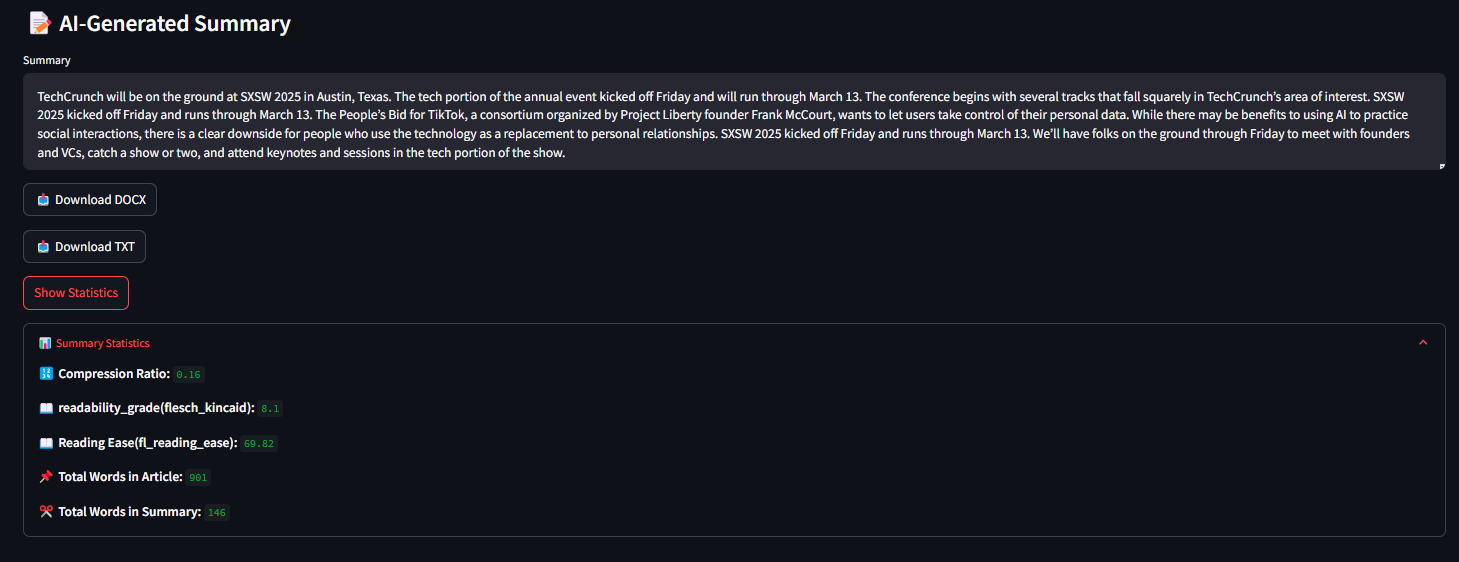 📝 AI-Generated Summary
Summary
TechCrunch will be on the ground at SXSW 2025 in Austin, Texas. The tech portion of the annual event kicked off Friday and will run through March 13. The conference begins with several tracks that fall squarely in TechCrunch’s area of interest. SXSW
2025 kicked off Friday and runs through March 13. The People’s Bid for TikTok, a consortium organized by Project Liberty founder Frank McCourt, wants to let users take control of their personal data. While there may be benefits to using AI to practice
social interactions, there is a clear downside for people who use the technology as a replacement to personal relationships. SXSW 2025 kicked off Friday and runs through March 13. We’ll have folks on the ground through Friday to meet with founders
and VCs, catch a show or two, and attend keynotes and sessions in the tech portion of the show.
📥 Download DOCX
📥 Download TXT
Show Statistics
📊 Summary Statistics
🔢 Compression Ratio: 0.16
📖 readability_grade(flesch_kincaid): 8.1
📖 Reading Ease(fl_reading_ease): 69.82
📌 Total Words in Article: 901
✂️ Total Words in Summary: 146